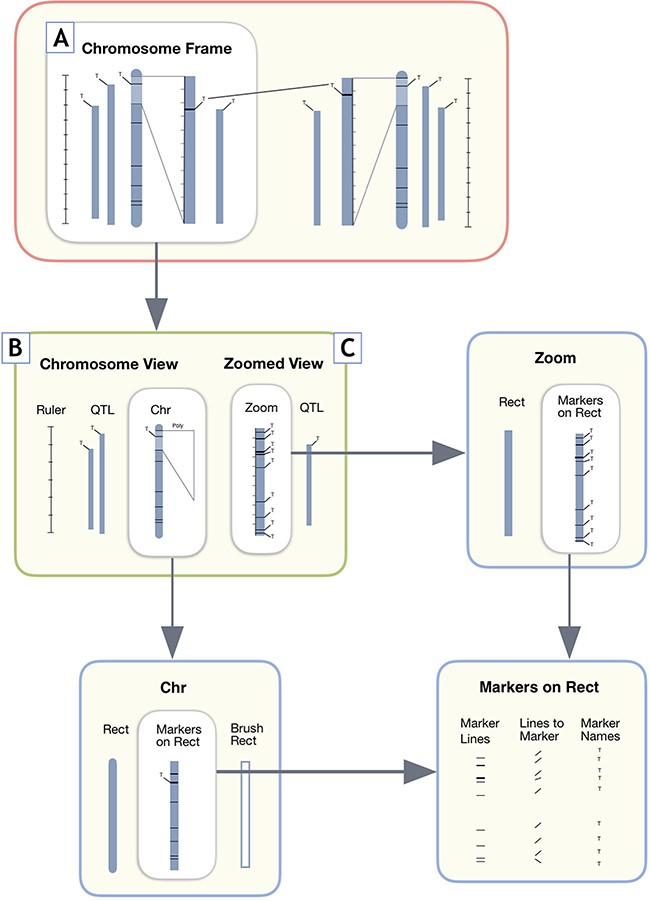 A
Chromosome Frame
T
T
T
T
T
T
T
T
T
T
B
C
Chromosome View
Zoomed View
Ruler
QTL
Chr
Zoom
QTL
Poly
T
T
T
T
T
T
T
T
T
T
T
T
T
Zoom
Rect
Markers
on Rect
T
T
T
T
T
T
T
T
T
Chr
Rect
Markers
on Rect
Brush
Rect
T
Markers on Rect
Marker
Lines
Lines to
Marker
Marker
Names
T
T
T
T
T
T
T
T